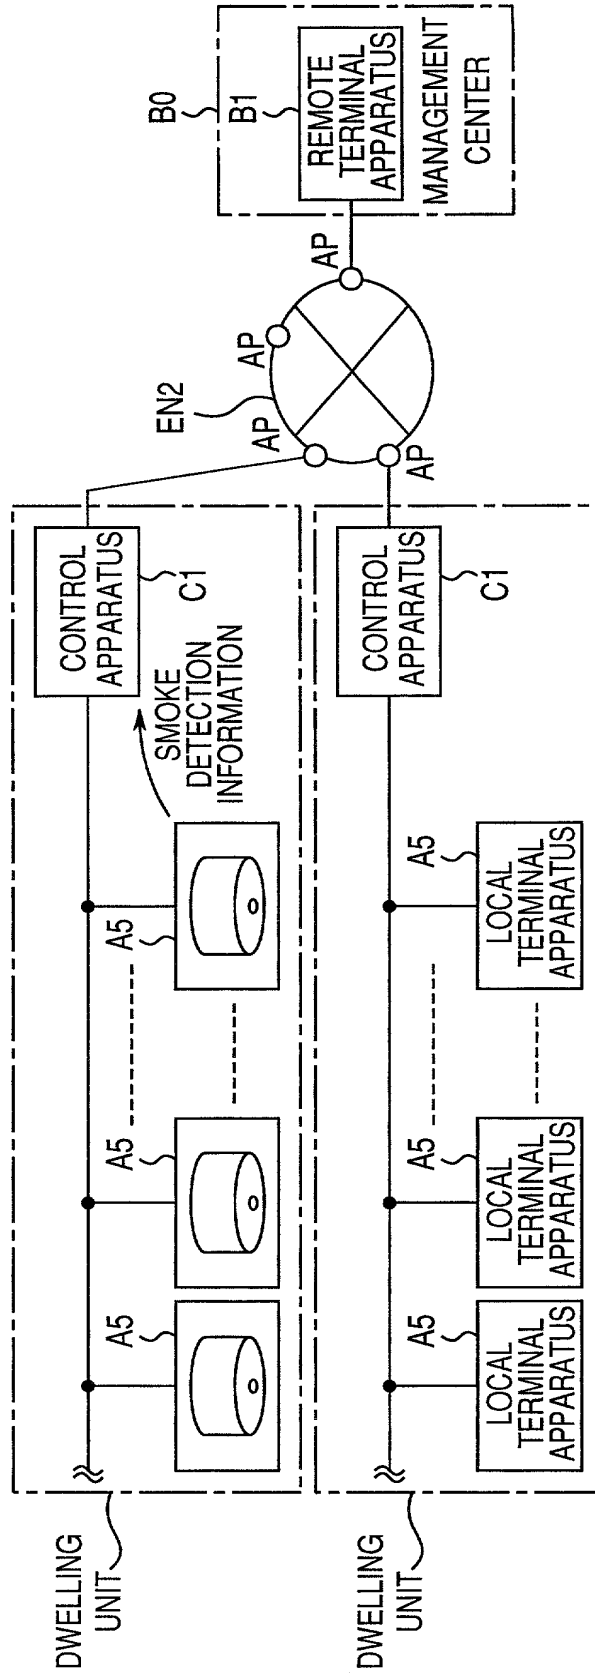 DWELLING
UNIT
A5
A5
A5
SMOKE
DETECTION
INFORMATION
CONTROL
APPARATUS
C1
DWELLING
UNIT
A5
LOCAL
TERMINAL
APPARATUS
A5
LOCAL
TERMINAL
APPARATUS
A5
LOCAL
TERMINAL
APPARATUS
CONTROL
APPARATUS
C1
EN2
AP
AP
AP
AP
B0
B1
REMOTE
TERMINAL
APPARATUS
MANAGEMENT
CENTER